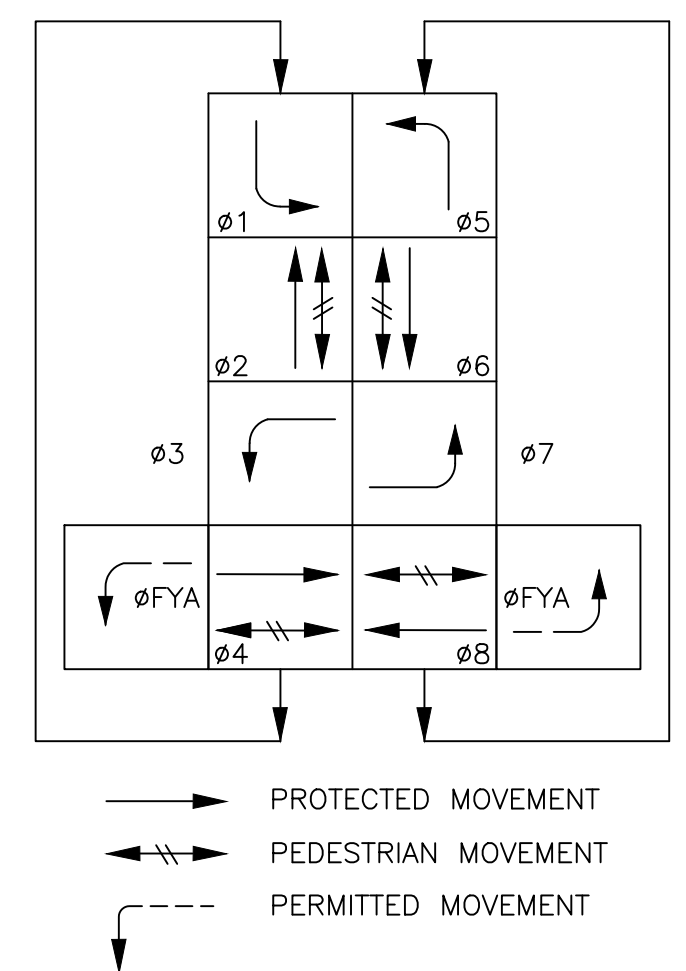 ø1
ø5
ø2
ø6
ø3
ø7
øFYA
øFYA
ø4
ø8
PROTECTED MOVEMENT
PEDESTRIAN MOVEMENT
PERMITTED MOVEMENT